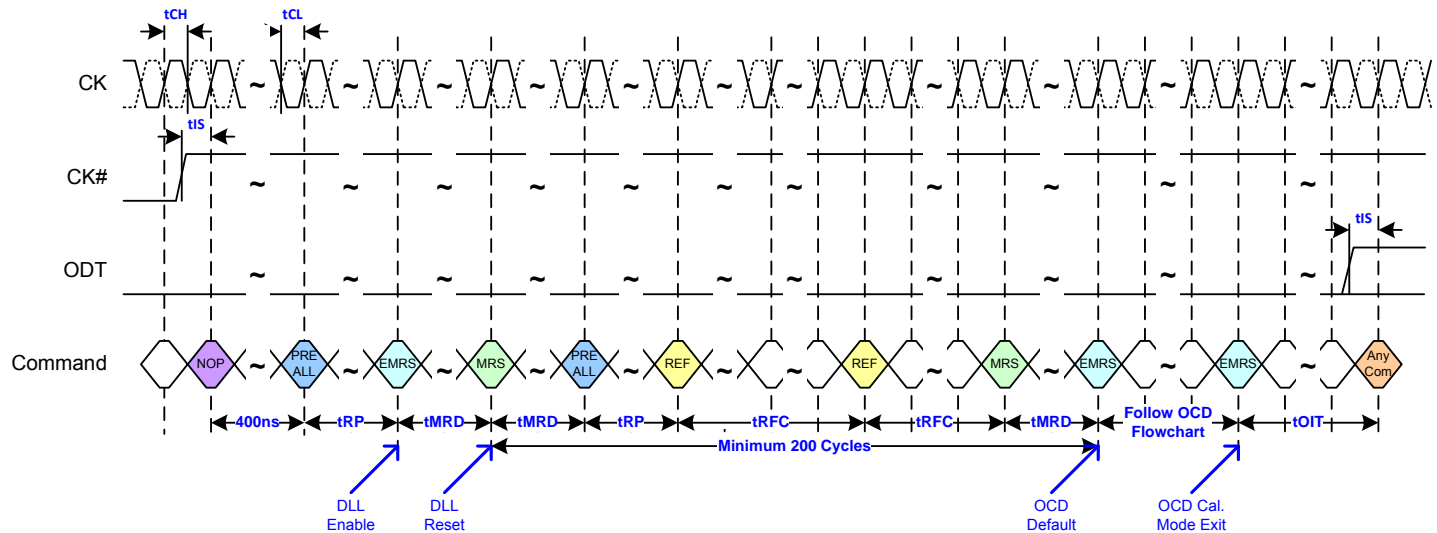 tCH
tCL
CK ~ ~ ~ ~ ~ ~ ~ ~ ~ ~ ~
tIS
CK# ~ ~ ~ ~ ~ ~ ~ ~ ~ ~ ~
tIS
ODT ~ ~ ~ ~ ~ ~ ~ ~ ~ ~ ~
Command NOP ~ PRE ALL ~ EMRS ~ MRS ~ PRE ALL ~ REF ~ ~ REF ~ MRS ~ EMRS ~ EMRS ~ Any Com
400ns tRP tMRD tMRD tRP tRFC tRFC tMRD Follow OCD Flowchart tOIT
Minimum 200 Cycles
DLL Enable
DLL Reset
OCD Default
OCD Cal. Mode Exit